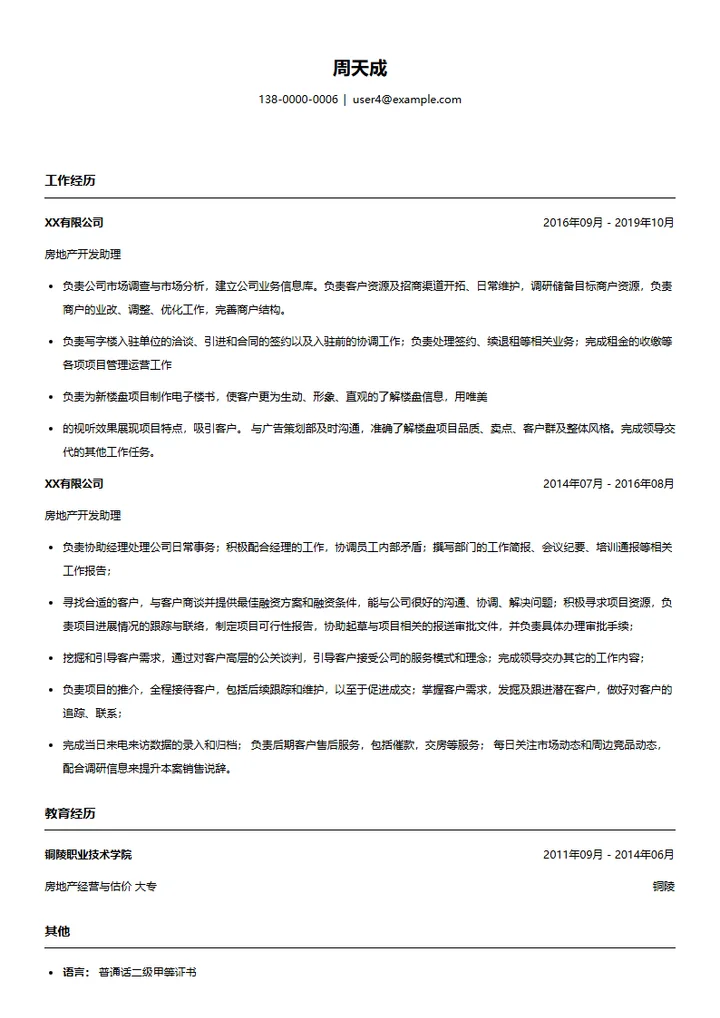 周天成
138-0000-0006 | user4@example.com
工作经历
XX有限公司 2016年09月 - 2019年10月
房地产开发助理
• 负责公司市场调查与市场分析，建立公司业务信息库。负责客户资源及招商渠道开拓、日常维护，调研储备目标商户资源，负责
商户的业改、调整、优化工作，完善商户结构。
• 负责写字楼入驻单位的洽谈、引进和合同的签约以及入驻前的协调工作；负责处理签约、续退租等相关业务；完成租金的收缴等
各项项目管理运营工作
• 负责为新楼盘项目制作电子楼书，使客户更为生动、形象、直观的了解楼盘信息，用唯美
• 的视听效果展现项目特点，吸引客户。 与广告策划部及时沟通，准确了解楼盘项目品质、卖点、客户群及整体风格。完成领导交
代的其他工作任务。
XX有限公司 2014年07月 - 2016年08月
房地产开发助理
• 负责协助经理处理公司日常事务；积极配合经理的工作，协调员工内部矛盾；撰写部门的工作简报、会议纪要、培训通报等相关
工作报告；
• 寻找合适的客户，与客户商谈并提供最佳融资方案和融资条件，能与公司很好的沟通、协调、解决问题；积极寻求项目资源，负
责项目进展情况的跟踪与联络，制定项目可行性报告，协助起草与项目相关的报送审批文件，并负责具体办理审批手续；
• 挖掘和引导客户需求，通过对客户高层的公关谈判，引导客户接受公司的服务模式和理念；完成领导交办其它的工作内容；
• 负责项目的推介，全程接待客户，包括后续跟踪和维护，以至于促进成交；掌握客户需求，发掘及跟进潜在客户，做好对客户的
追踪、联系；
• 完成当日来电来访数据的录入和归档； 负责后期客户售后服务，包括催款，交房等服务； 每日关注市场动态和周边竞品动态，
配合调研信息来提升本案销售说辞。
教育经历
铜陵职业技术学院 2011年09月 - 2014年06月
房地产经营与估价 大专 铜陵
其他
• 语言： 普通话二级甲等证书